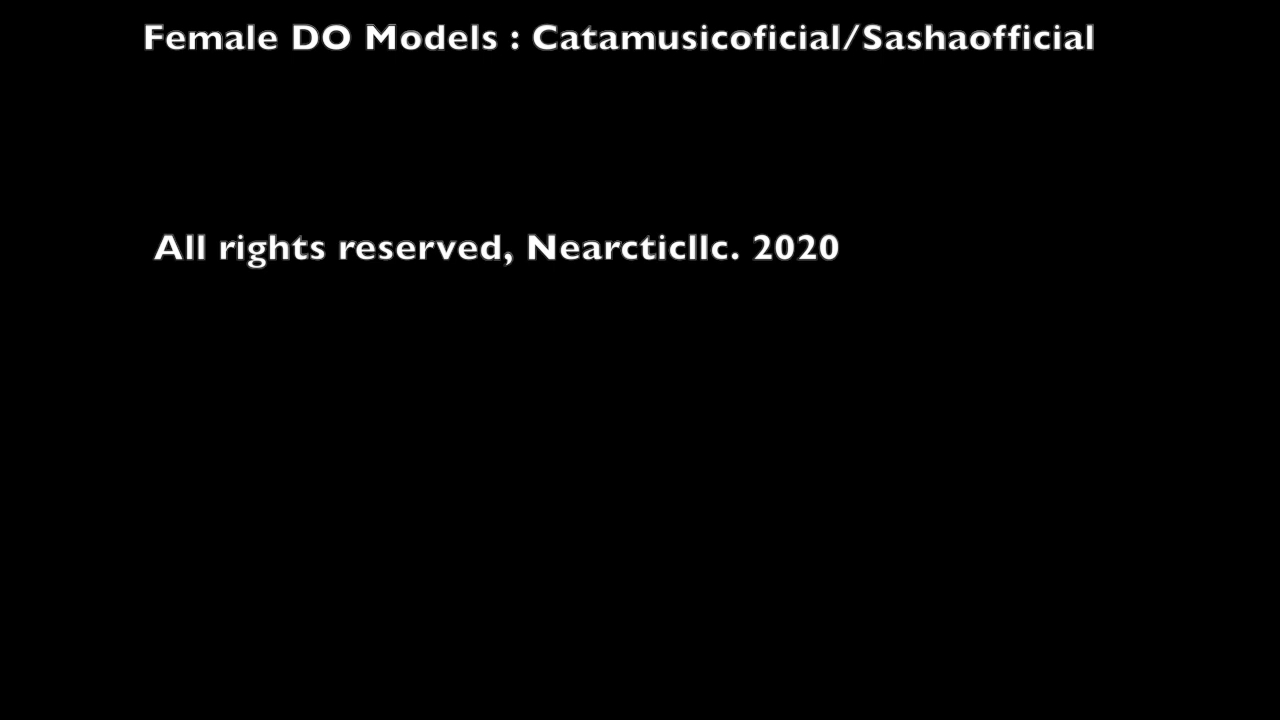 Female DO Models : Catamusicoficial/Sashaofficial
All rights reserved, Nearcticllc. 2020